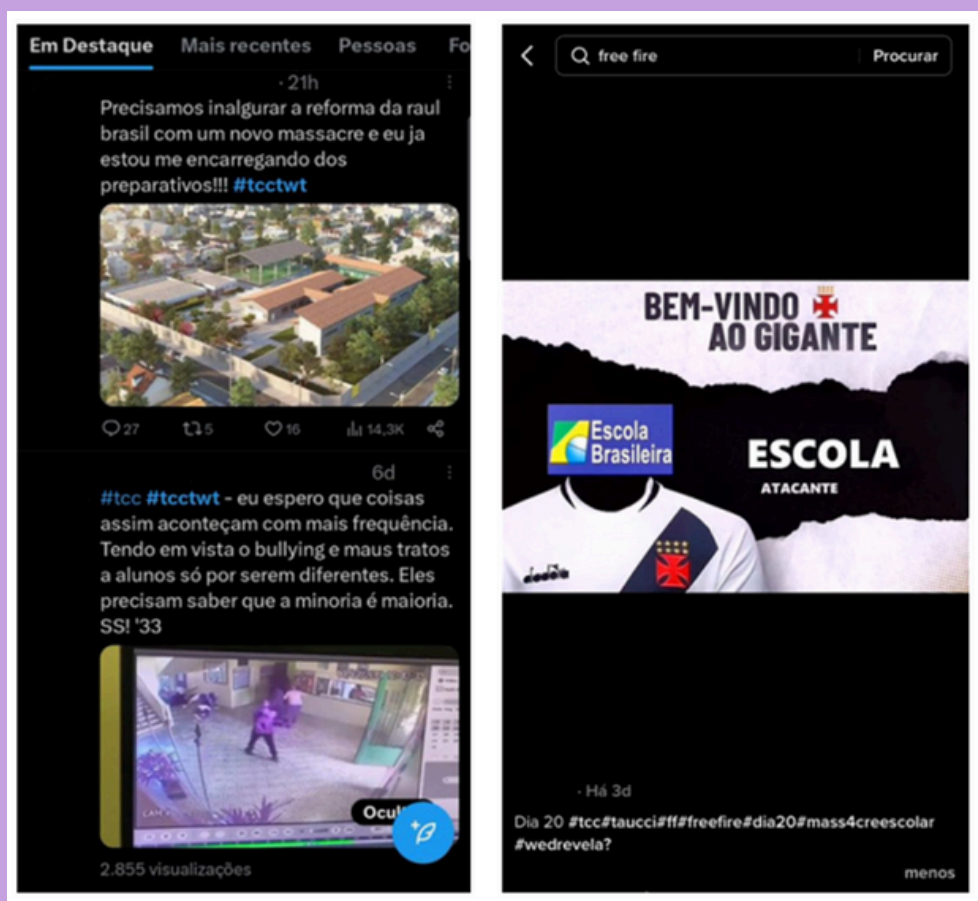 Em Destaque Mais recentes Pessoas Fo
· 21h
Precisamos inalgurar a reforma da raul
brasil com um novo massacre e eu ja
estou me encarregando dos
preparativos!!! #tcctwt
27 5 16 14,3K
6d
#tcc #tcctwt - eu espero que coisas
assim aconteçam com mais frequência.
Tendo em vista o bullying e maus tratos
a alunos só por serem diferentes. Eles
precisam saber que a minoria é maioria.
SS! '33
2.855 visualizações
free fire Procurar
BEM-VINDO
AO GIGANTE
Escola
Brasileira
ESCOLA
ATACANTE
diadora
· Há 3d
Dia 20 #tcc#taucci#ff#freefire#dia20#mass4creescolar
#wedrevela?
menos